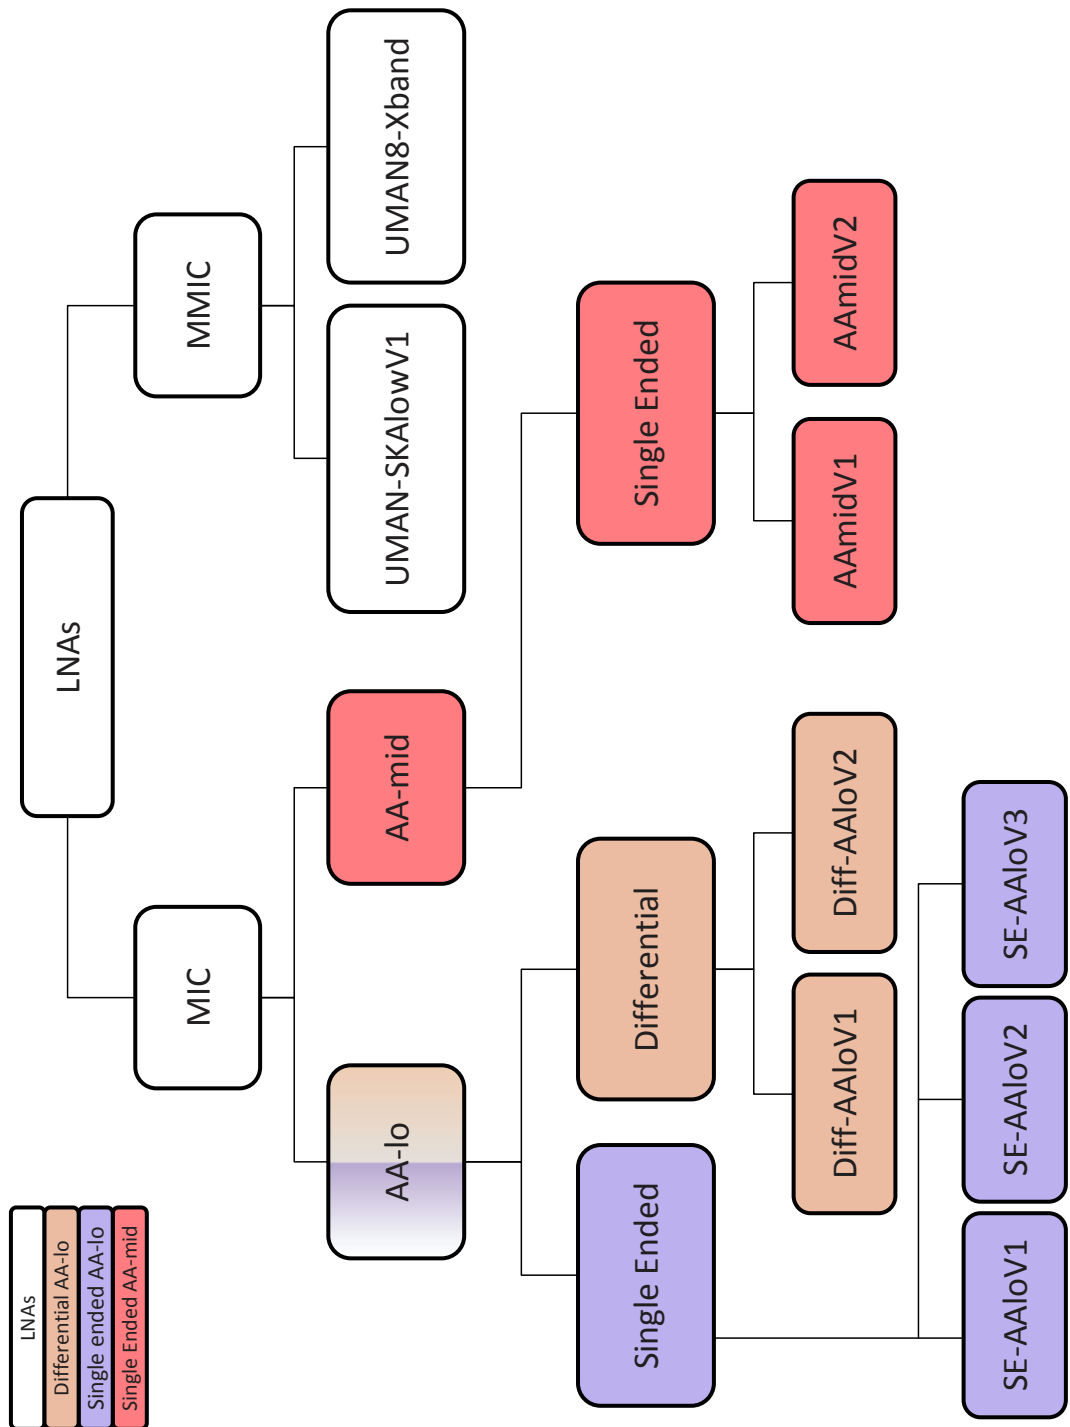 LNAs
Differential AA-lo
Single ended AA-lo
Single Ended AA-mid
LNAs
MIC
MMIC
AA-lo
AA-mid
UMAN-SKAlowV1
UMAN8-Xband
Single Ended
Differential
Single Ended
Diff-AAloV1
Diff-AAloV2
AAmidV1
AAmidV2
SE-AAloV1
SE-AAloV2
SE-AAloV3